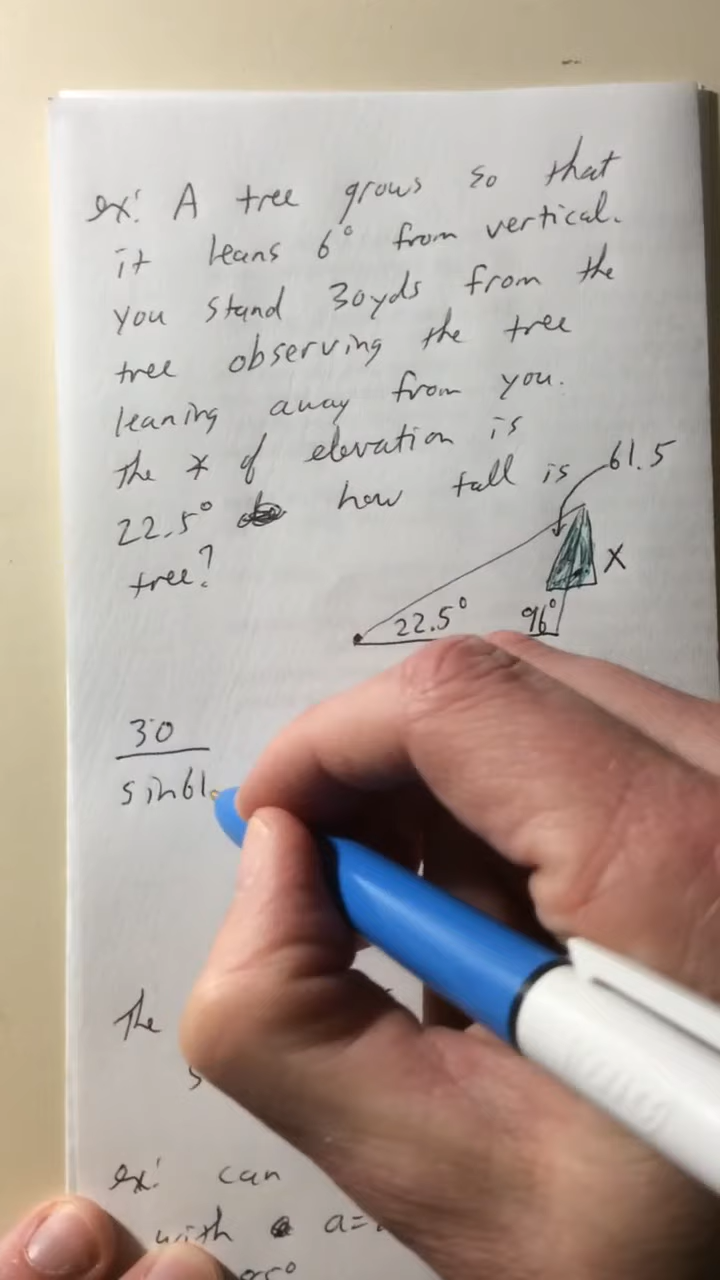 ex: A tree grows so that
it leans 6° from vertical.
you stand 30yds from the
tree observing the tree
leaning away from you.
The ∡ of elevation is
22.5° how tall is
tree?
61.5
X
22.5° 96°
30
sin61.
The
ex: can
with a=